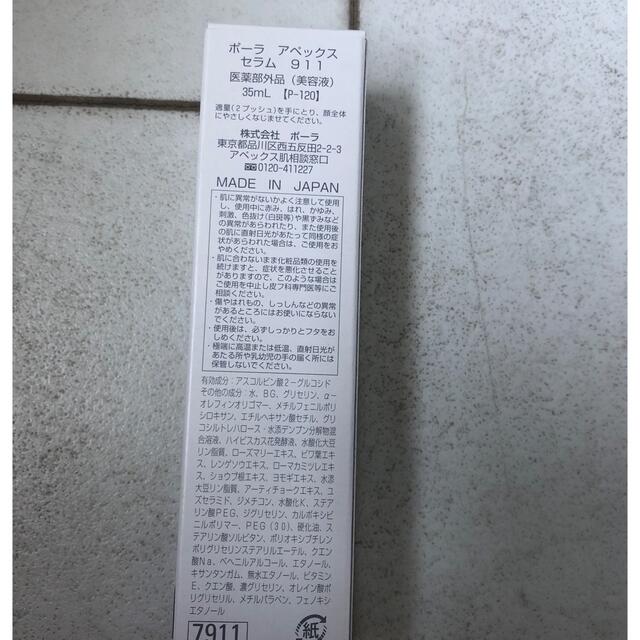 ポーラ アペックス
セラム 911
医薬部外品（美容液）
35mL 【P-120】
適量(2プッシュ)を手にとり、顔全体
にやさしくなじませてください。
株式会社 ポーラ
東京都品川区西五反田2-2-3
アペックス肌相談窓口
0120-411227
MADE IN JAPAN
・肌に異常がないかよく注意して使用
し、使用中に赤み、はれ、かゆみ、
刺激、色抜け(白斑等)や黒ずみなど
の異常があらわれたり、また使用後
の肌に直射日光があたって同様の症
状があらわれた場合は、ご使用をお
やめください。
・肌に合わないまま化粧品類の使用を
続けますと、症状を悪化させること
がありますので、このような場合は
ご使用を中止し皮フ科専門医等にご
相談ください。
・傷やはれもの、しっしんなどの異常
があるところにはお使いにならない
でください。
・使用後は、必ずしっかりとフタをお
しめください。
・極端に高温または低温、直射日光が
あたる所や乳幼児の手の届く所には
保管しないでください。
有効成分：アスコルビン酸2-グルコシド
その他の成分：水、BG、グリセリン、α-
オレフィンオリゴマー、メチルフェニルポリ
シロキサン、エチルヘキサン酸セチル、グリ
コシルトレハロース・水添デンプン分解物混
合溶液、ハイビスカス花発酵液、水酸化大豆
リン脂質、ローズマリーエキス、ビワ葉エキ
ス、レンゲソウエキス、ローマカミツレエキ
ス、ショウブ根エキス、ヨモギエキス、水添
大豆リン脂質、アーティチョークエキス、ユ
ズセラミド、ジメチコン、水酸化K、ステア
リン酸PEG、ジグリセリン、カルボキシビ
ニルポリマー、PEG(30)、硬化油、ス
テアリン酸ソルビタン、ポリオキシブチレン
ポリグリセリンステアリルエーテル、クエン
酸Na、ベヘニルアルコール、エタノール、
キサンタンガム、無水エタノール、ビタミン
E、クエン酸、濃グリセリン、オレイン酸ポ
リグリセリル、メチルパラベン、フェノキシ
エタノール
7911
紙